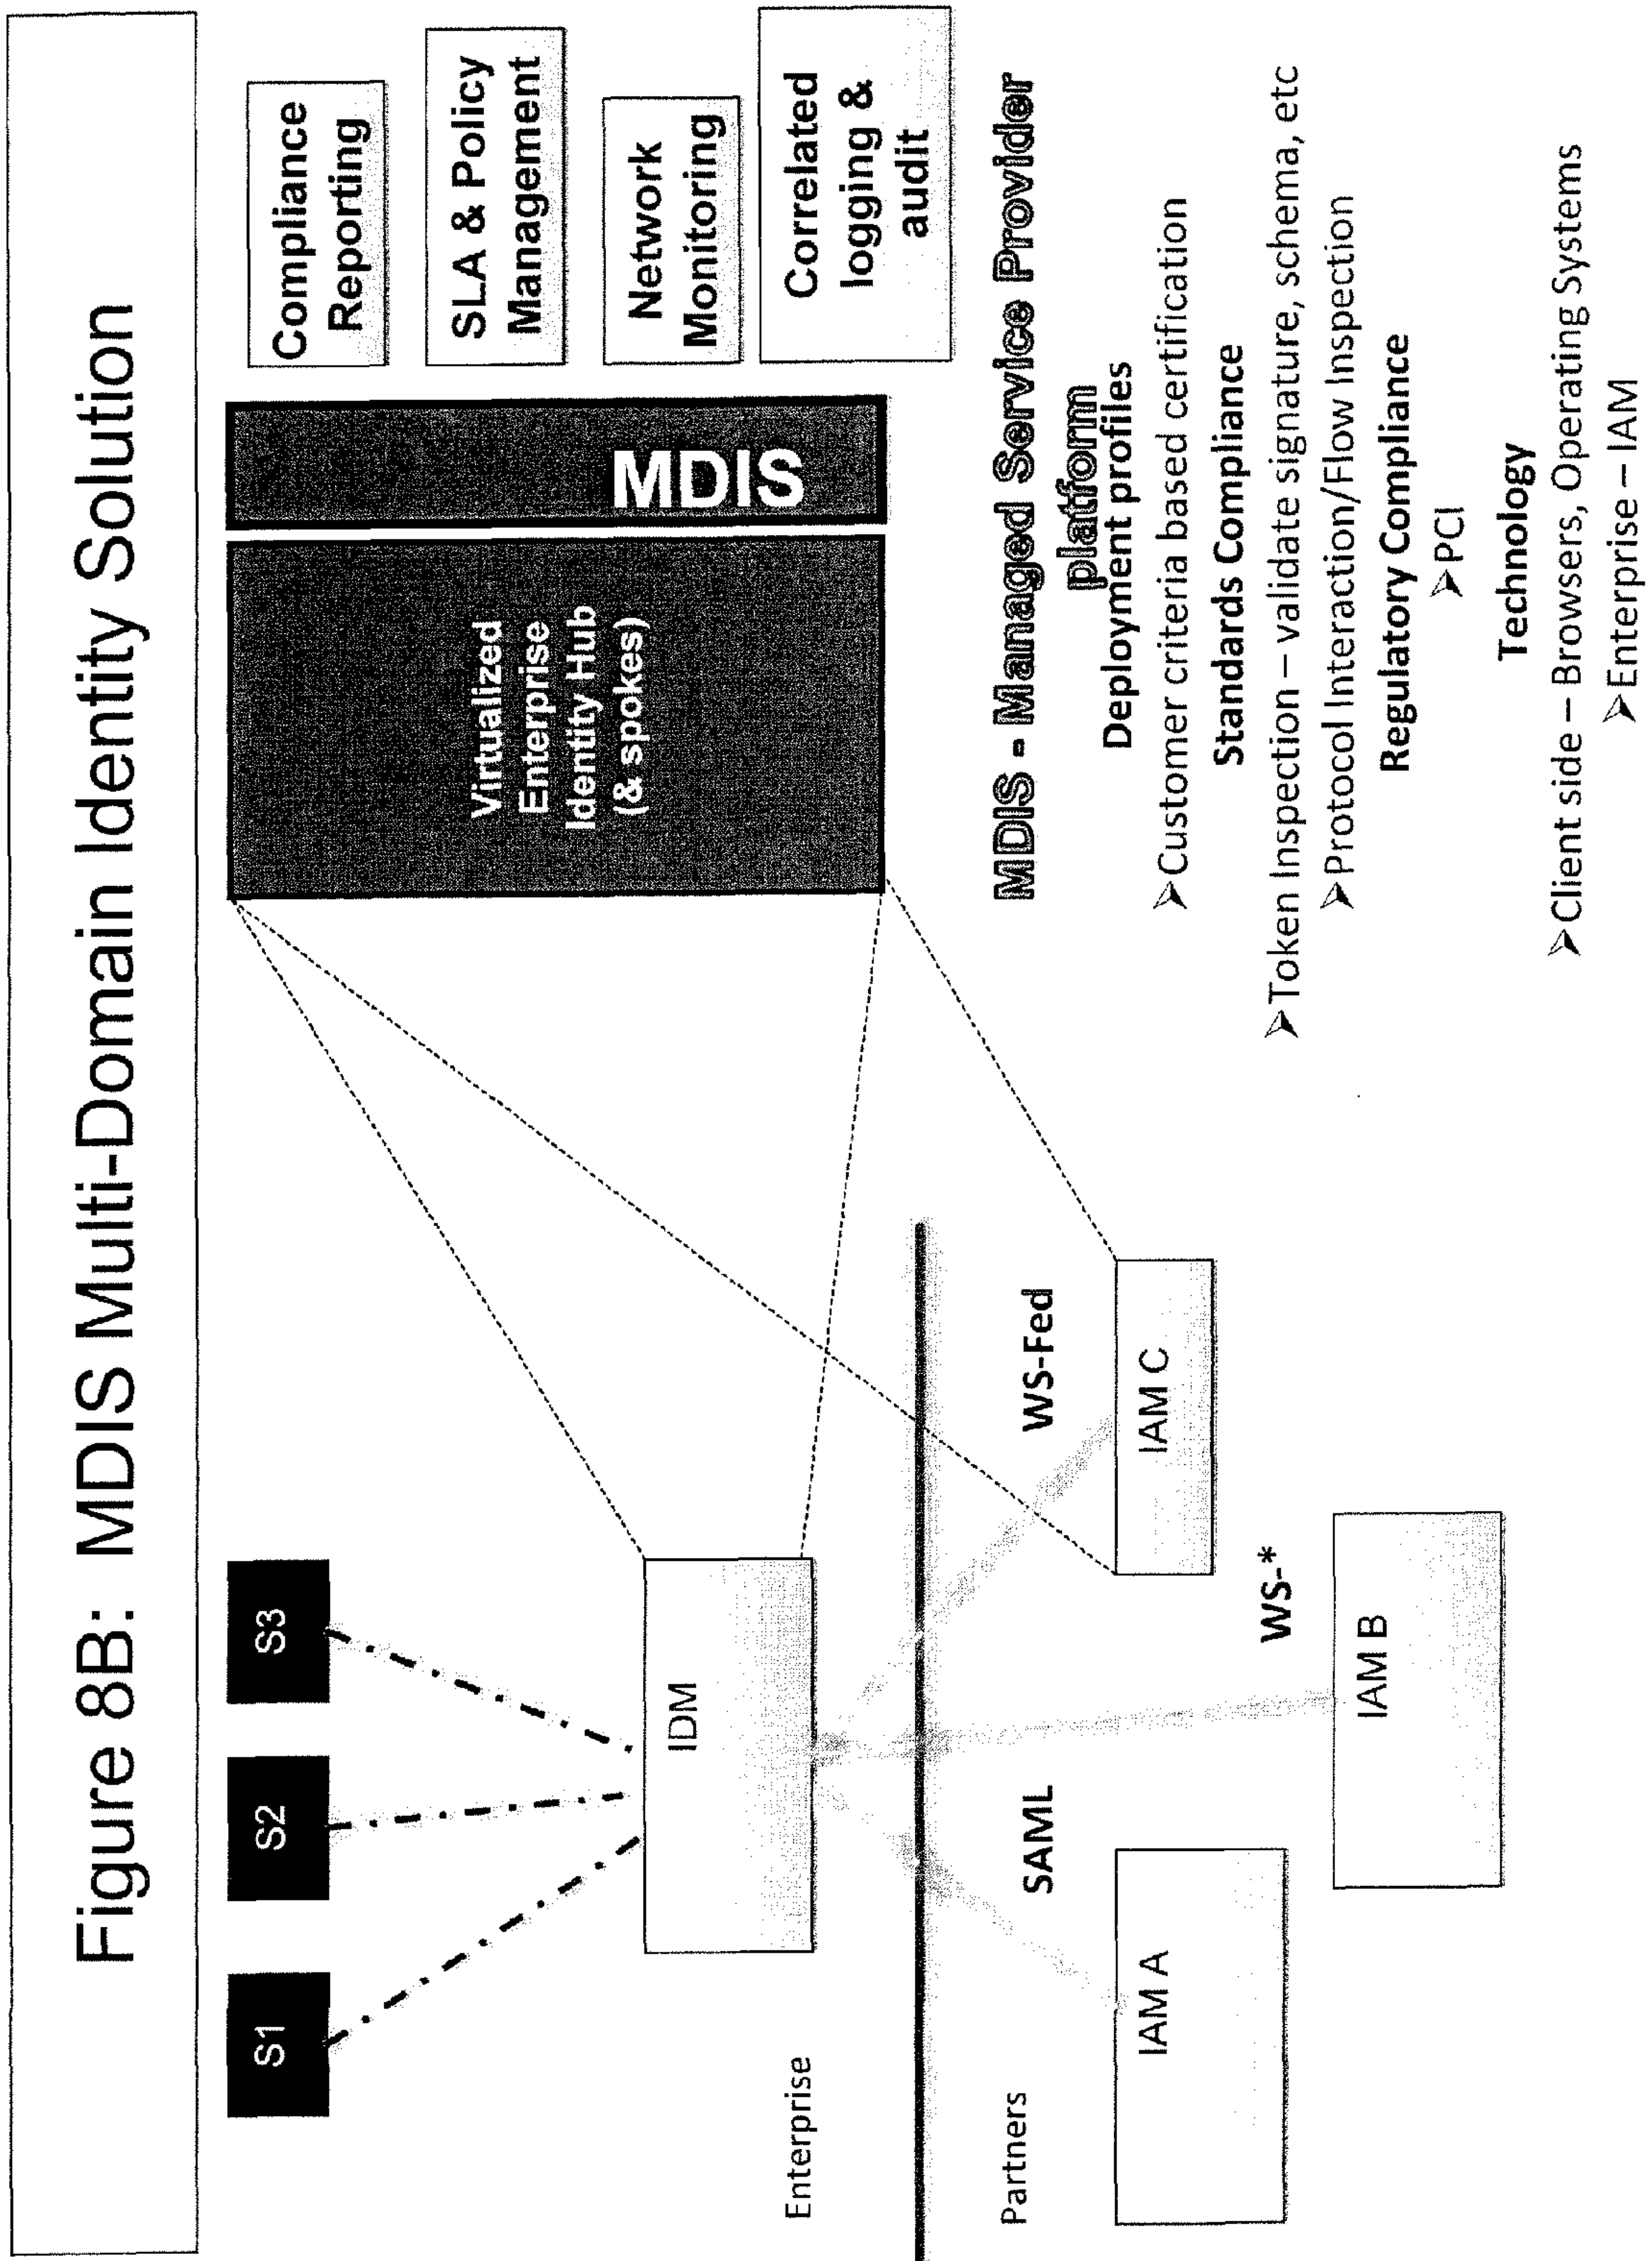 Figure 8B: MDIS Multi-Domain Identity Solution
S1
S2
S3
IDM
Enterprise
Partners
SAML
WS-Fed
WS-*
IAM A
IAM B
IAM C
Virtualized
Enterprise
Identity Hub
(& spokes)
MDIS
Compliance
Reporting
SLA & Policy
Management
Network
Monitoring
Correlated
logging &
audit
MDIS - Managed Service Provider
platform
Deployment profiles
➢Customer criteria based certification
Standards Compliance
➢Token Inspection – validate signature, schema, etc
➢Protocol Interaction/Flow Inspection
Regulatory Compliance
➢PCI
Technology
➢Client side – Browsers, Operating Systems
➢Enterprise – IAM